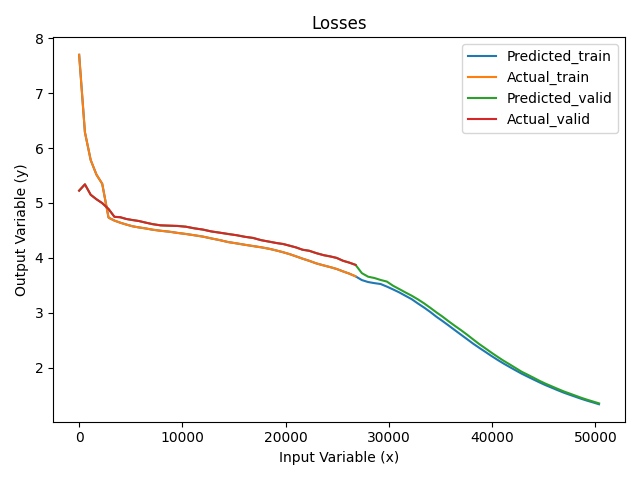 Losses
8
7
6
5
4
3
2
Output Variable (y)
Predicted_train
Actual_train
Predicted_valid
Actual_valid
0 10000 20000 30000 40000 50000
Input Variable (x)